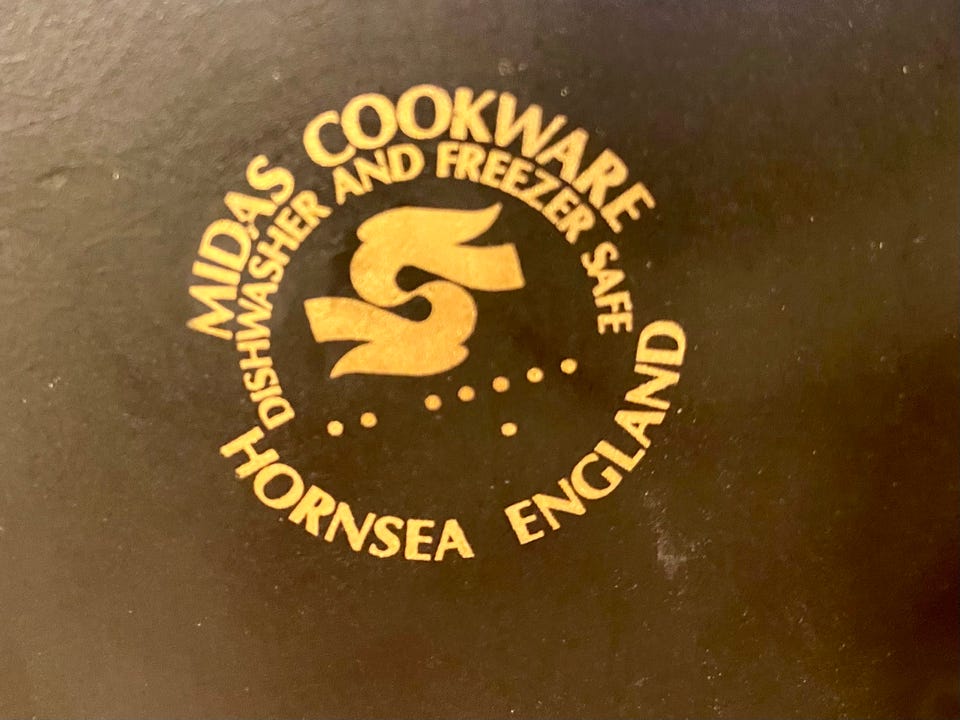 MIDAS COOKWARE
DISHWASHER AND FREEZER SAFE
HORNSEA ENGLAND